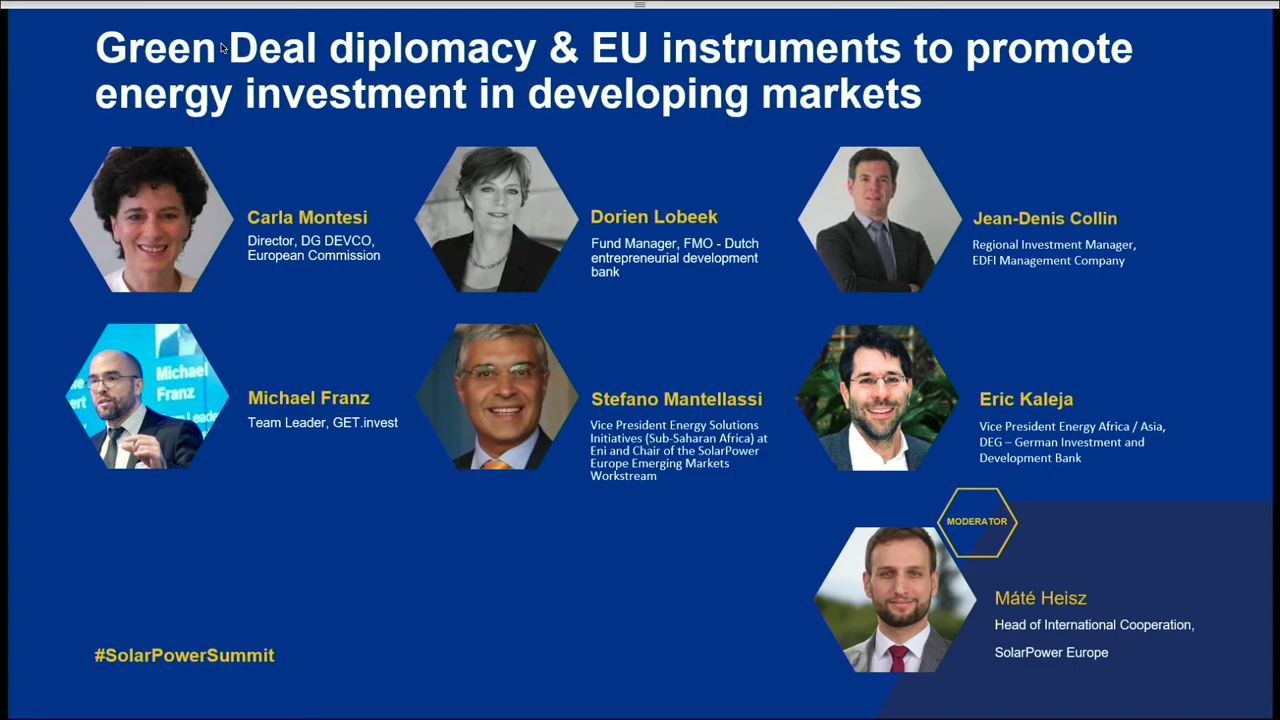 Green Deal diplomacy & EU instruments to promote
energy investment in developing markets
Carla Montesi
Director, DG DEVCO,
European Commission
Dorien Lobeek
Fund Manager, FMO - Dutch
entrepreneurial development
bank
Jean-Denis Collin
Regional Investment Manager,
EDFI Management Company
Michael
Franz
Michael Franz
Team Leader, GET.invest
Stefano Mantellassi
Vice President Energy Solutions
Initiatives (Sub-Saharan Africa) at
Eni and Chair of the SolarPower
Europe Emerging Markets
Workstream
Eric Kaleja
Vice President Energy Africa / Asia,
DEG – German Investment and
Development Bank
MODERATOR
Máté Heisz
Head of International Cooperation,
SolarPower Europe
#SolarPowerSummit